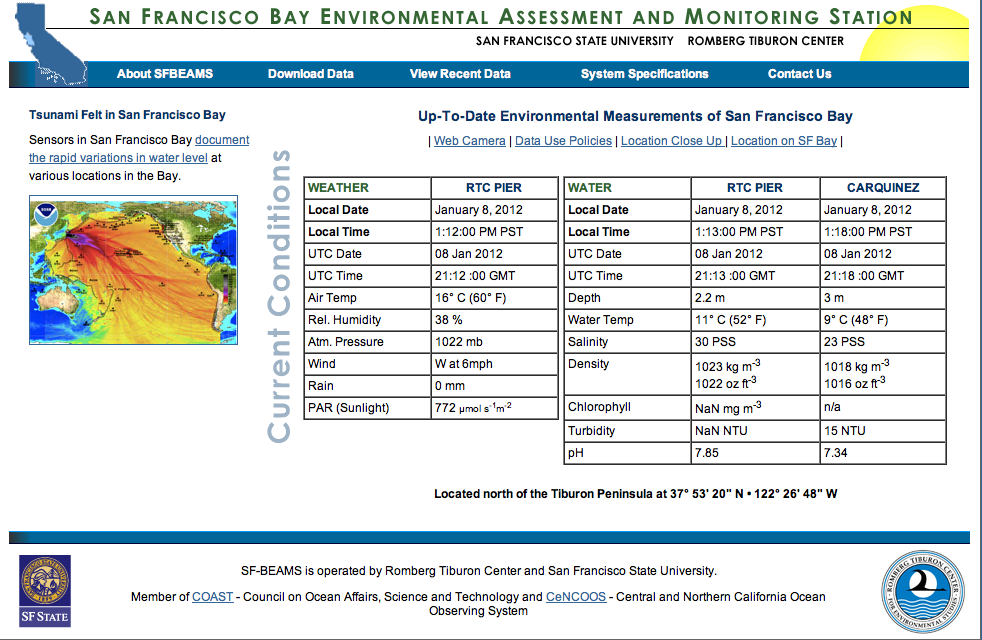 SAN FRANCISCO BAY ENVIRONMENTAL ASSESSMENT AND MONITORING STATION
SAN FRANCISCO STATE UNIVERSITY ROMBERG TIBURON CENTER
About SFBEAMS Download Data View Recent Data System Specifications Contact Us
Tsunami Felt in San Francisco Bay
Sensors in San Francisco Bay document
the rapid variations in water level at
various locations in the Bay.
Up-To-Date Environmental Measurements of San Francisco Bay
| Web Camera | Data Use Policies | Location Close Up | Location on SF Bay |
Current Conditions
WEATHER RTC PIER
Local Date January 8, 2012
Local Time 1:12:00 PM PST
UTC Date 08 Jan 2012
UTC Time 21:12 :00 GMT
Air Temp 16° C (60° F)
Rel. Humidity 38 %
Atm. Pressure 1022 mb
Wind W at 6mph
Rain 0 mm
PAR (Sunlight) 772 µmol s⁻¹m⁻²
WATER RTC PIER CARQUINEZ
Local Date January 8, 2012 January 8, 2012
Local Time 1:13:00 PM PST 1:18:00 PM PST
UTC Date 08 Jan 2012 08 Jan 2012
UTC Time 21:13 :00 GMT 21:18 :00 GMT
Depth 2.2 m 3 m
Water Temp 11° C (52° F) 9° C (48° F)
Salinity 30 PSS 23 PSS
Density 1023 kg m⁻³ 1018 kg m⁻³
1022 oz ft⁻³ 1016 oz ft⁻³
Chlorophyll NaN mg m⁻³ n/a
Turbidity NaN NTU 15 NTU
pH 7.85 7.34
Located north of the Tiburon Peninsula at 37° 53' 20" N • 122° 26' 48" W
SF-BEAMS is operated by Romberg Tiburon Center and San Francisco State University.
Member of COAST - Council on Ocean Affairs, Science and Technology and CeNCOOS - Central and Northern California Ocean
Observing System
SF STATE
ROMBERG TIBURON CENTER
FOR ENVIRONMENTAL STUDIES